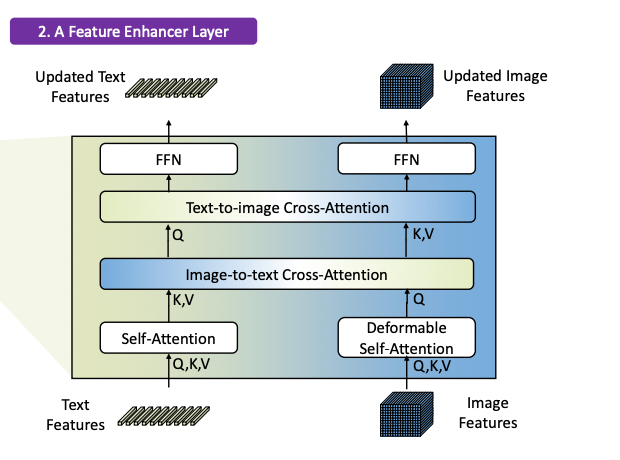 2. A Feature Enhancer Layer
Updated Text
Features
Updated Image
Features
FFN
FFN
Text-to-image Cross-Attention
Q
K,V
Image-to-text Cross-Attention
K,V
Q
Self-Attention
Deformable
Self-Attention
Q,K,V
Q,K,V
Text
Features
Image
Features